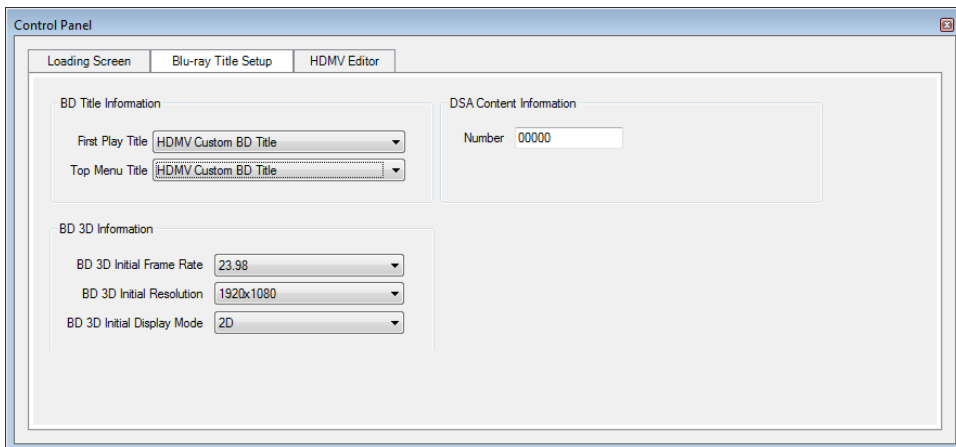 Control Panel
Loading Screen
Blu-ray Title Setup
HDMV Editor
BD Title Information
First Play Title HDMV Custom BD Title
Top Menu Title HDMV Custom BD Title
DSA Content Information
Number 00000
BD 3D Information
BD 3D Initial Frame Rate 23.98
BD 3D Initial Resolution 1920x1080
BD 3D Initial Display Mode 2D